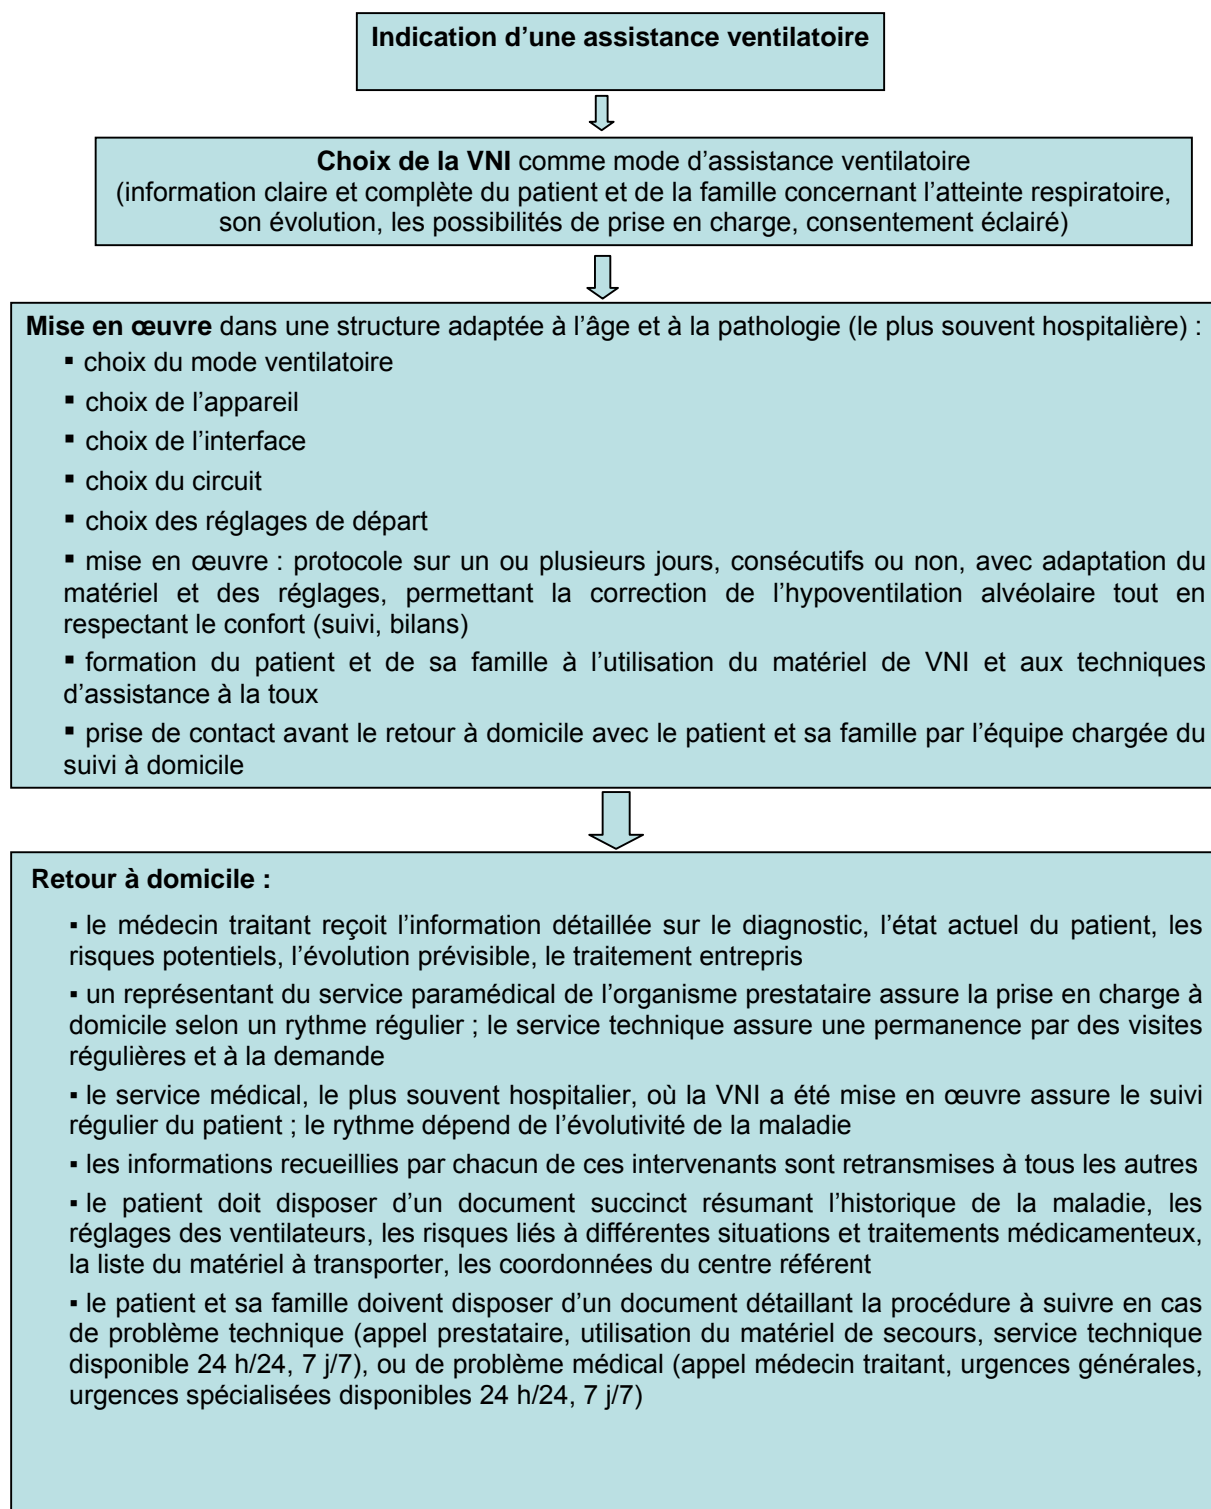 Indication d’une assistance ventilatoire
Choix de la VNI comme mode d’assistance ventilatoire
(information claire et complète du patient et de la famille concernant l’atteinte respiratoire,
son évolution, les possibilités de prise en charge, consentement éclairé)
Mise en œuvre dans une structure adaptée à l’âge et à la pathologie (le plus souvent hospitalière) :
▪ choix du mode ventilatoire
▪ choix de l’appareil
▪ choix de l’interface
▪ choix du circuit
▪ choix des réglages de départ
▪ mise en œuvre : protocole sur un ou plusieurs jours, consécutifs ou non, avec adaptation du
matériel et des réglages, permettant la correction de l’hypoventilation alvéolaire tout en
respectant le confort (suivi, bilans)
▪ formation du patient et de sa famille à l’utilisation du matériel de VNI et aux techniques
d’assistance à la toux
▪ prise de contact avant le retour à domicile avec le patient et sa famille par l’équipe chargée du
suivi à domicile
Retour à domicile :
▪ le médecin traitant reçoit l’information détaillée sur le diagnostic, l’état actuel du patient, les
risques potentiels, l’évolution prévisible, le traitement entrepris
▪ un représentant du service paramédical de l’organisme prestataire assure la prise en charge à
domicile selon un rythme régulier ; le service technique assure une permanence par des visites
régulières et à la demande
▪ le service médical, le plus souvent hospitalier, où la VNI a été mise en œuvre assure le suivi
régulier du patient ; le rythme dépend de l’évolutivité de la maladie
▪ les informations recueillies par chacun de ces intervenants sont retransmises à tous les autres
▪ le patient doit disposer d’un document succinct résumant l’historique de la maladie, les
réglages des ventilateurs, les risques liés à différentes situations et traitements médicamenteux,
la liste du matériel à transporter, les coordonnées du centre référent
▪ le patient et sa famille doivent disposer d’un document détaillant la procédure à suivre en cas
de problème technique (appel prestataire, utilisation du matériel de secours, service technique
disponible 24 h/24, 7 j/7), ou de problème médical (appel médecin traitant, urgences générales,
urgences spécialisées disponibles 24 h/24, 7 j/7)